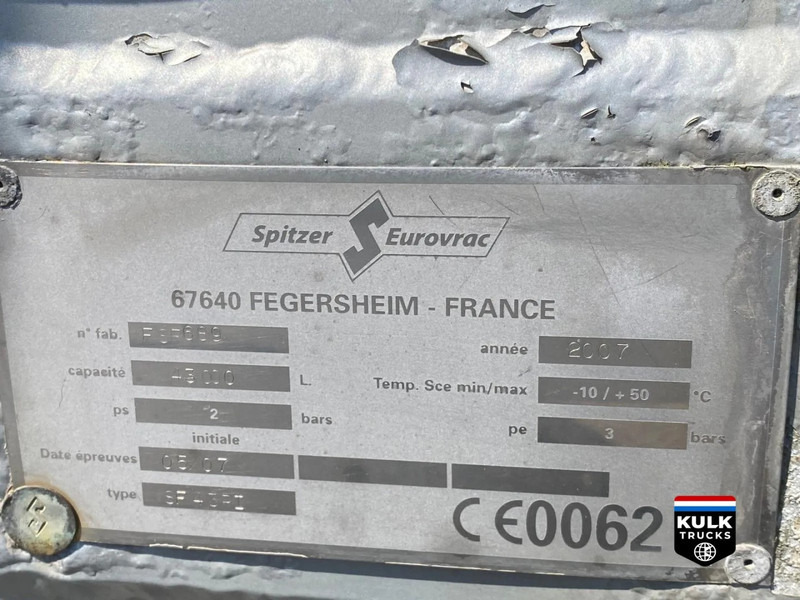 Spitzer S Eurovrac
67640 FEGERSHEIM - FRANCE
n° fab.
année 2007
capacité L.
Temp. Sce min/max -10 / + 50 °C
ps 2 bars
pe 3 bars
initiale
Date épreuves 05 07
type
CE0062
KULK
TRUCKS